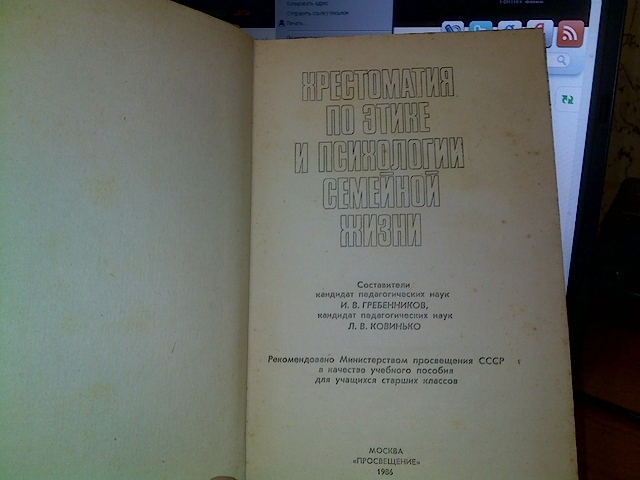 ХРЕСТОМАТИЯ
ПО ЭТИКЕ
И ПСИХОЛОГИИ
СЕМЕЙНОЙ
ЖИЗНИ
Составители
кандидат педагогических наук
И. В. ГРЕБЕННИКОВ,
кандидат педагогических наук
Л. В. КОВИНЬКО
Рекомендовано Министерством просвещения СССР
в качестве учебного пособия
для учащихся старших классов
МОСКВА
«ПРОСВЕЩЕНИЕ»
1986